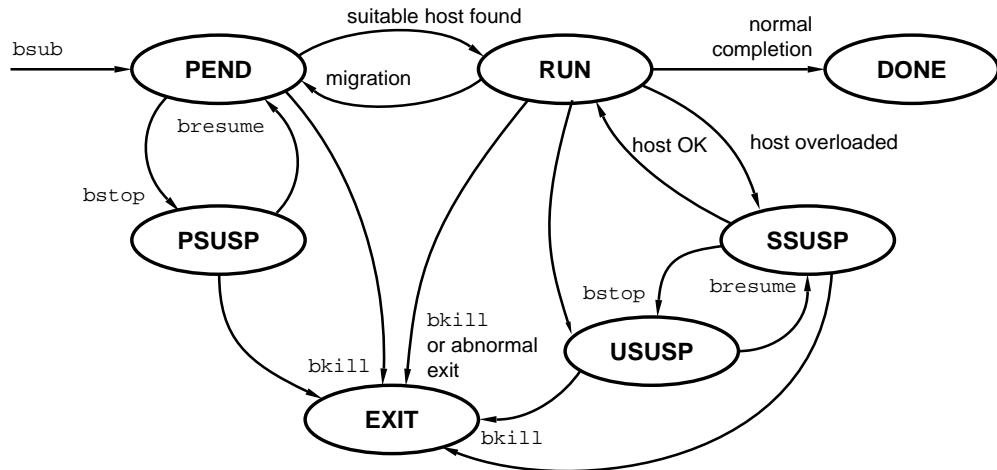 suitable host found
normal
completion
bsub
PEND
RUN
DONE
migration
bresume
host OK
host overloaded
bstop
PSUSP
SSUSP
bstop
bresume
bkill
or abnormal
exit
USUSP
bkill
EXIT
bkill